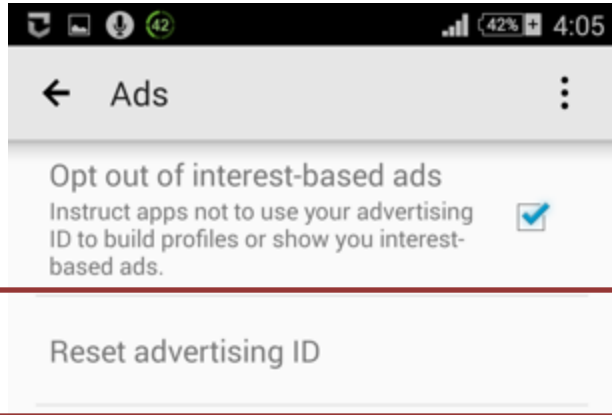 42 42% 4:05
Ads
Opt out of interest-based ads
Instruct apps not to use your advertising
ID to build profiles or show you interest-
based ads.
Reset advertising ID